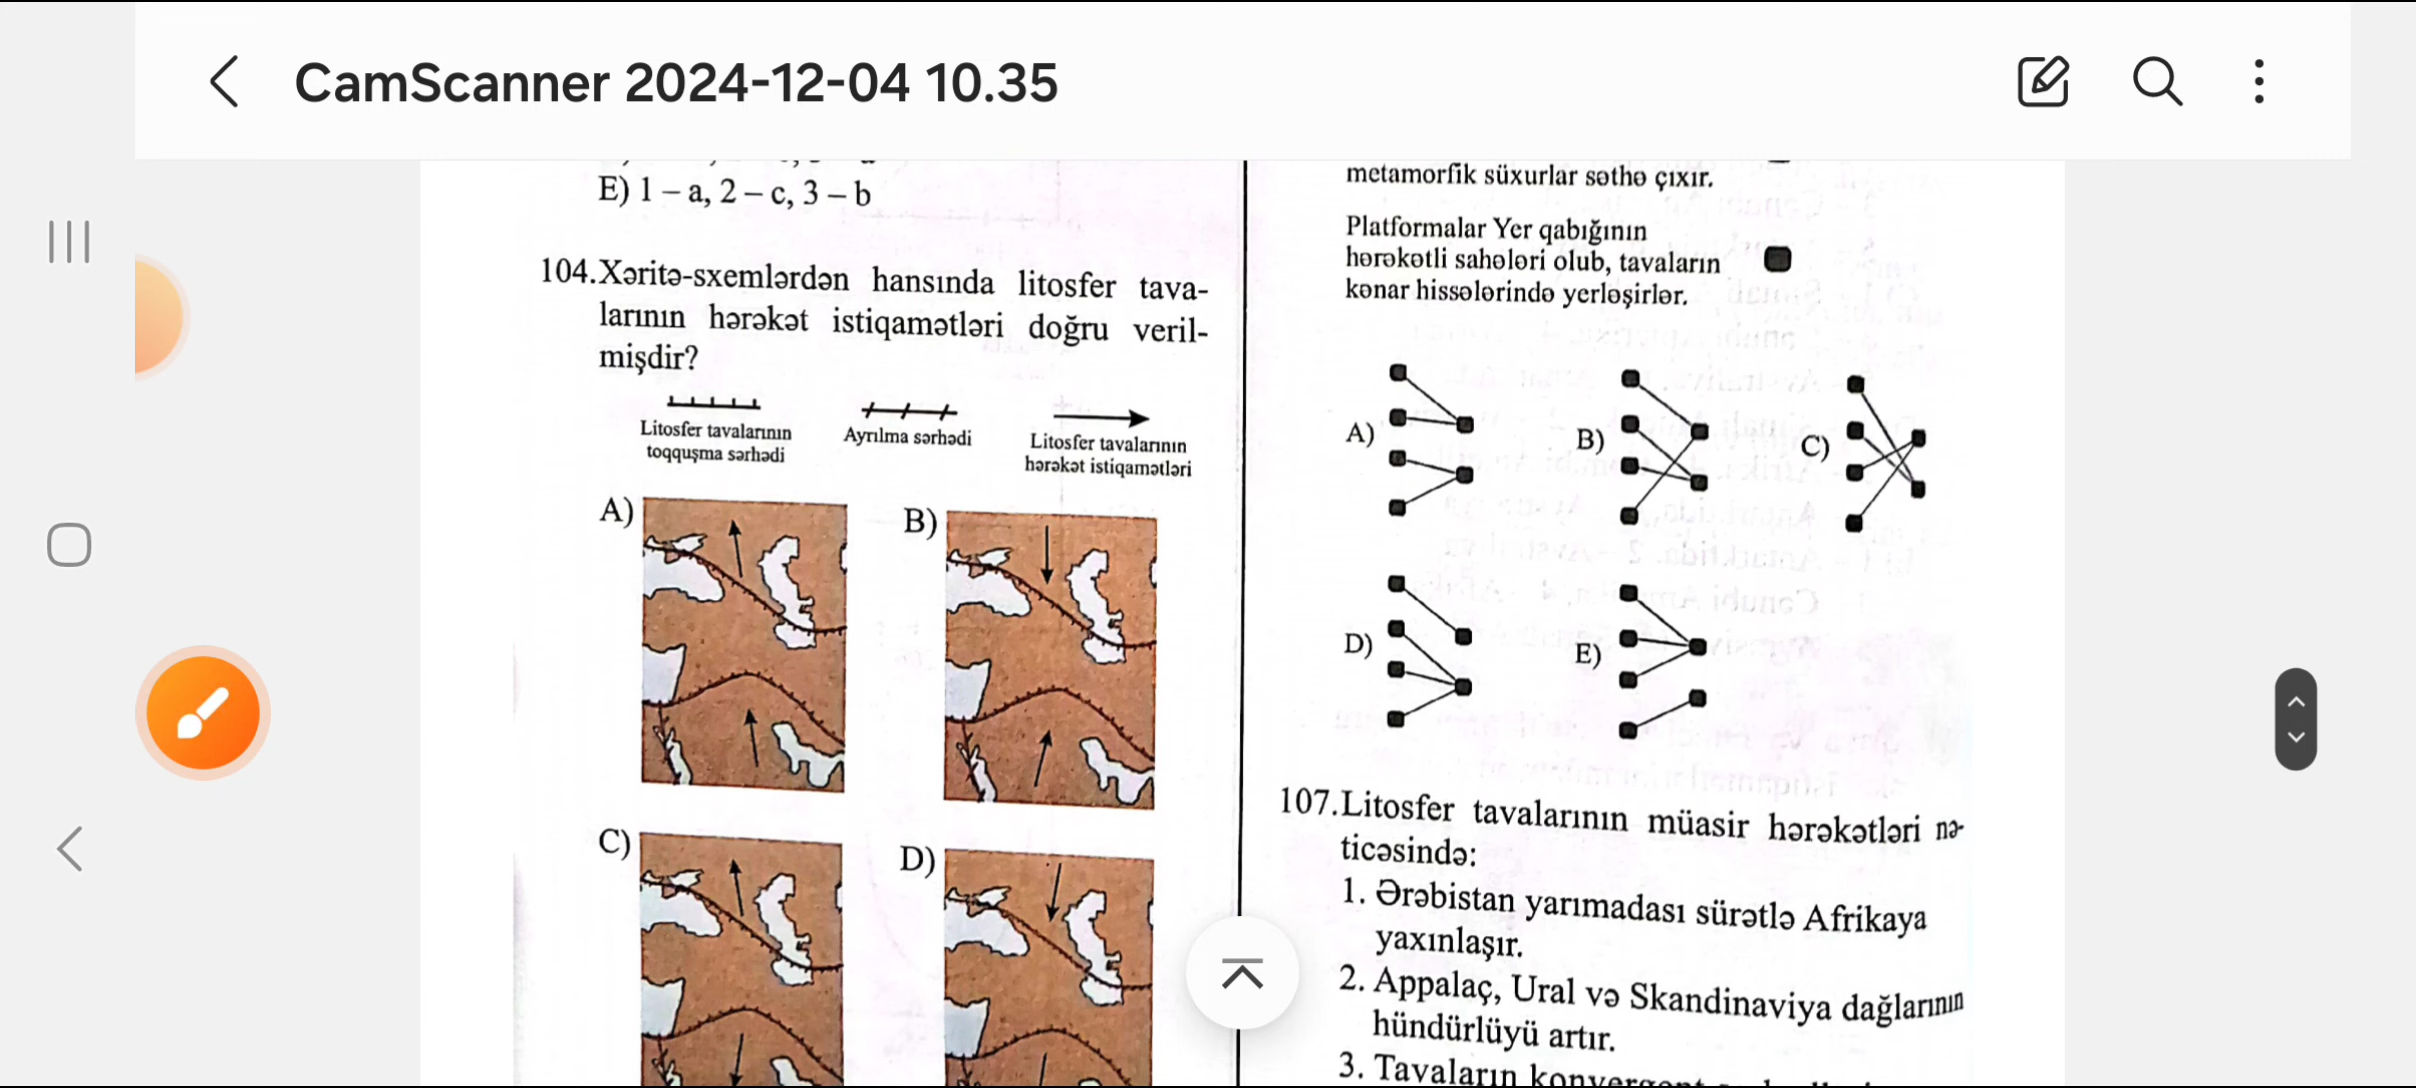 CamScanner 2024-12-04 10.35
E) 1 – a, 2 – c, 3 – b
104. Xəritə-sxemlərdən hansında litosfer tava-
larının hərəkət istiqamətləri doğru veril-
mişdir?
Litosfer tavalarının
toqquşma sərhədi
Ayrılma sərhədi
Litosfer tavalarının
hərəkət istiqamətləri
A)
B)
C)
D)
metamorfik süxurlar səthə çıxır.
Platformalar Yer qabığının
hərəkətli sahələri olub, tavaların
kənar hissələrində yerləşirlər.
A)
B)
C)
D)
E)
107. Litosfer tavalarının müasir hərəkətləri nə-
ticəsində:
1. Ərəbistan yarımadası sürətlə Afrikaya
yaxınlaşır.
2. Appalaç, Ural və Skandinaviya dağlarının
hündürlüyü artır.
3. Tavaların